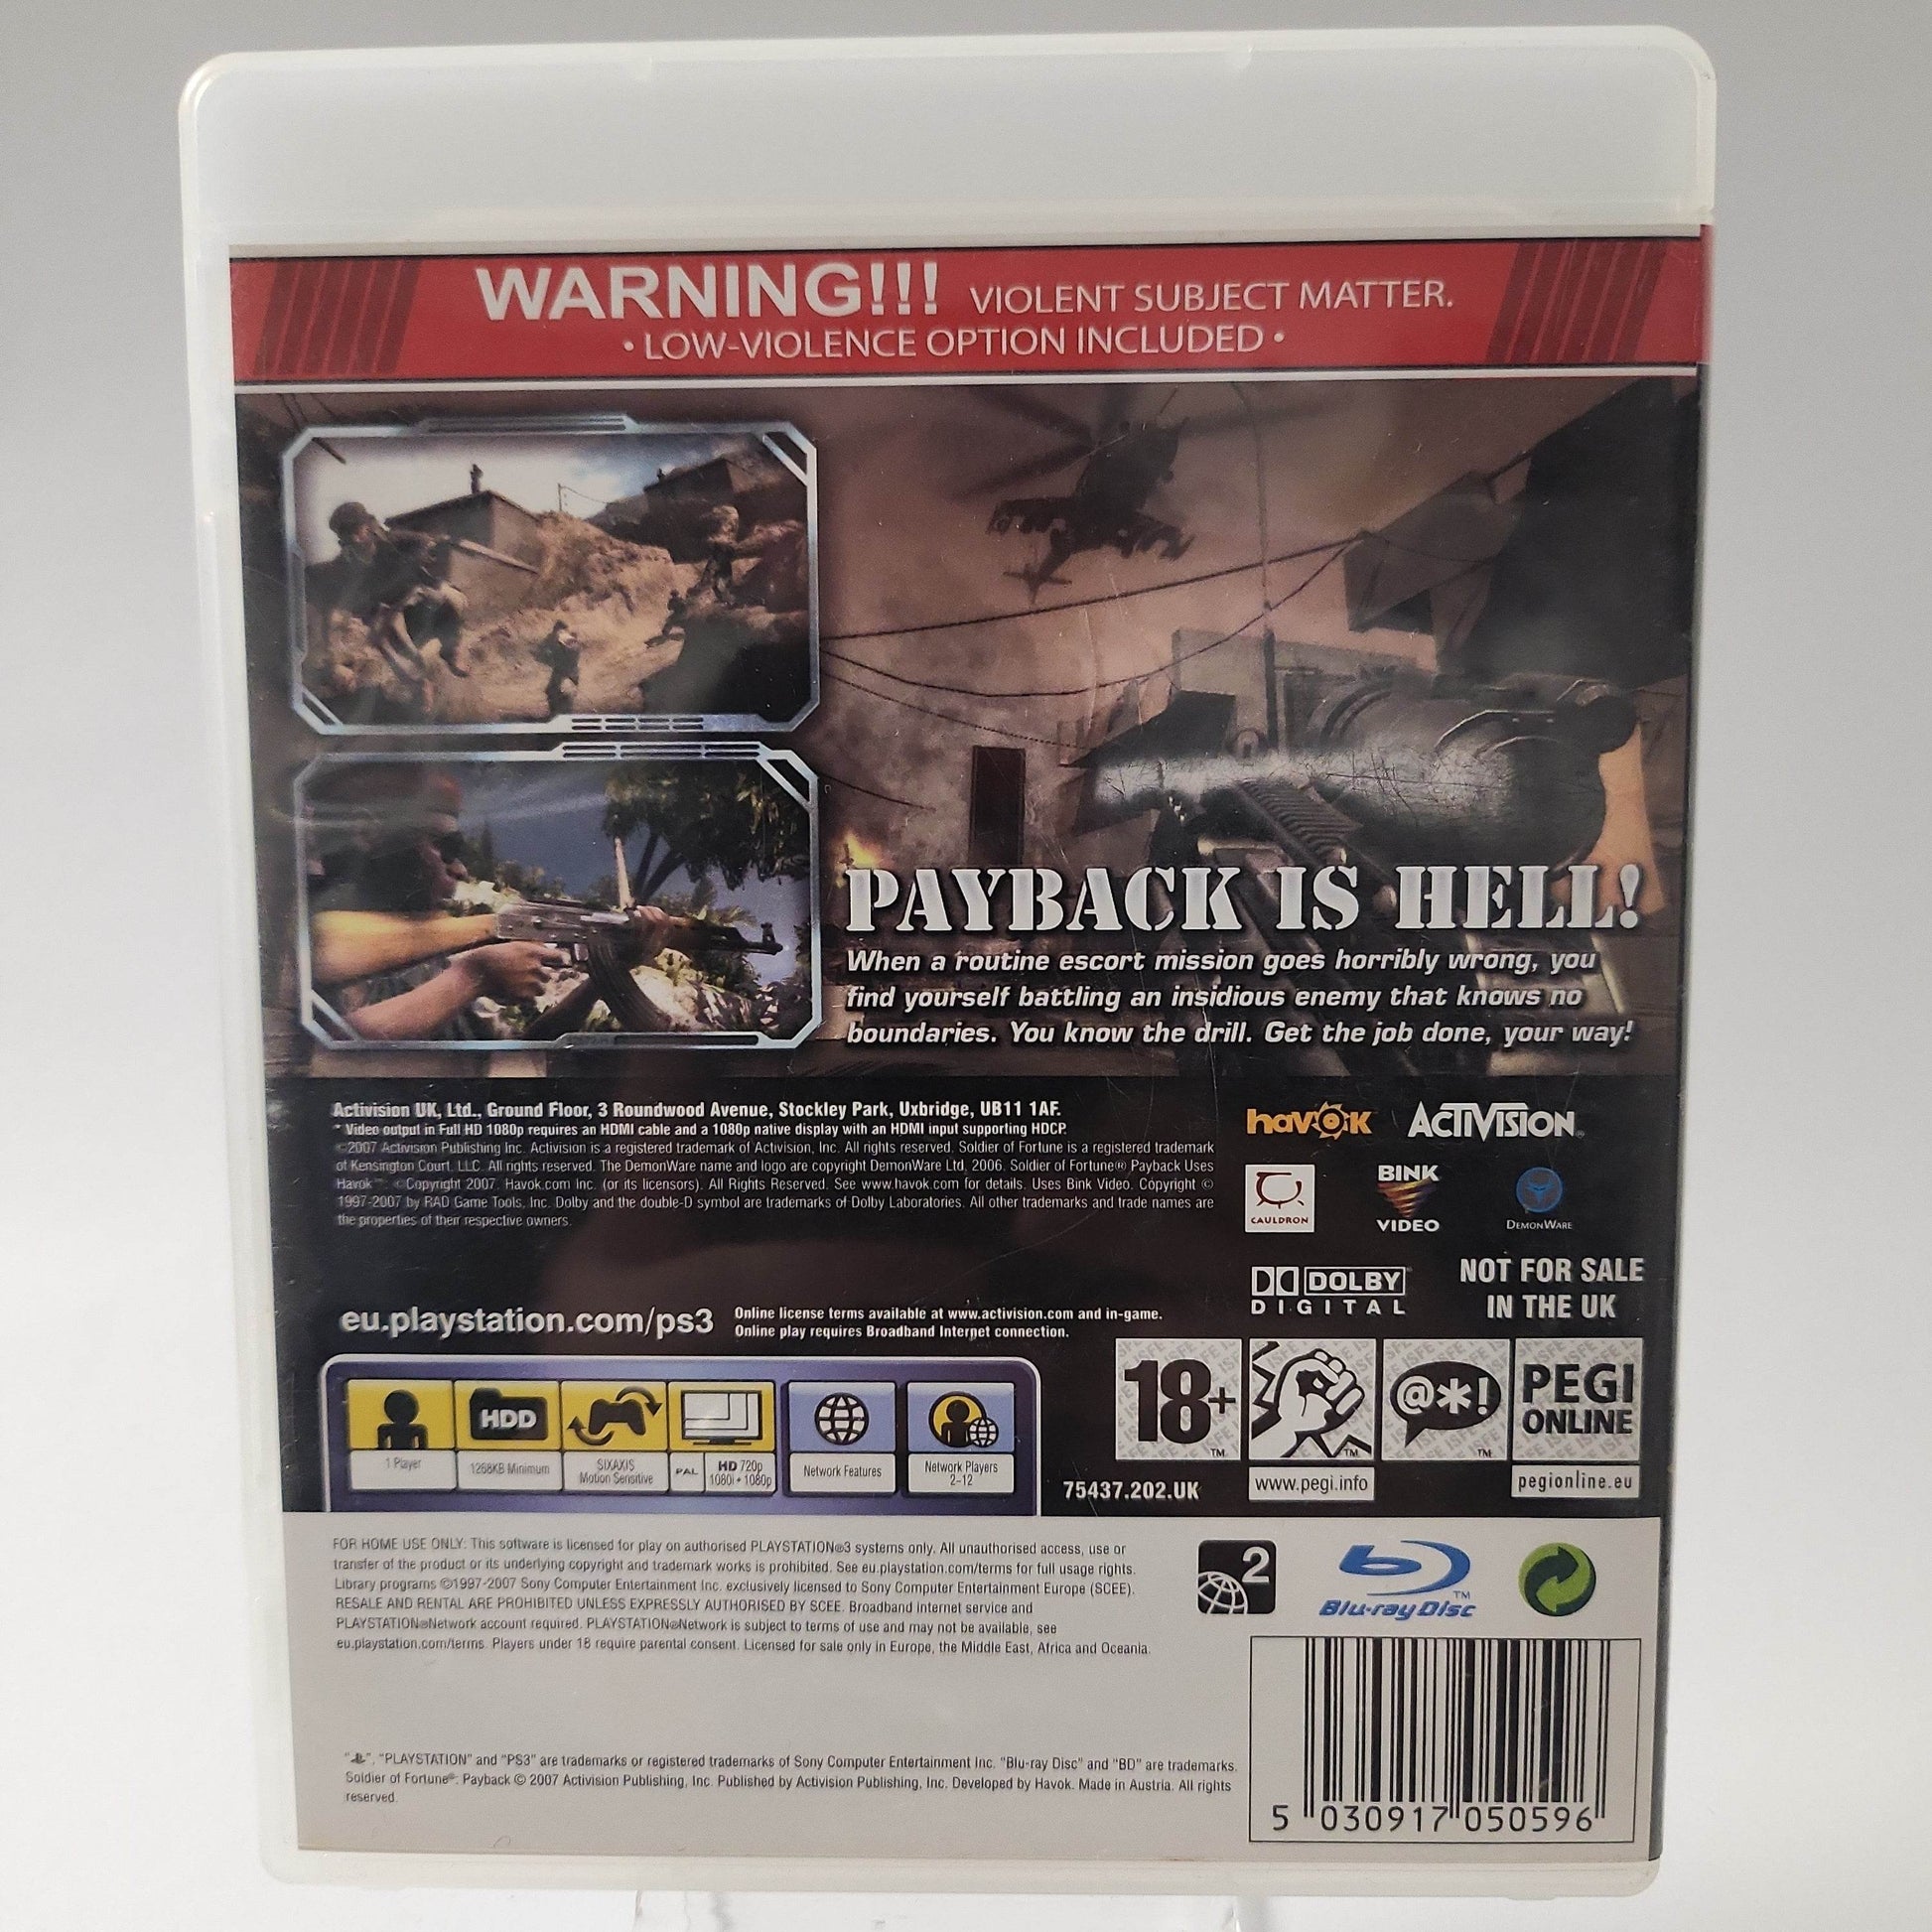 WARNING!!! VIOLENT SUBJECT MATTER.
• LOW-VIOLENCE OPTION INCLUDED •
PAYBACK IS HELL!
When a routine escort mission goes horribly wrong, you
find yourself battling an insidious enemy that knows no
boundaries. You know the drill. Get the job done, your way!
Activision UK, Ltd., Ground Floor, 3 Roundwood Avenue, Stockley Park, Uxbridge, UB11 1AF.
* Video output in Full HD 1080p requires an HDMI cable and a 1080p native display with an HDMI input supporting HDCP.
©2007 Activision Publishing Inc. Activision is a registered trademark of Activision, Inc. All rights reserved. Soldier of Fortune is a registered trademark
of Kensington Court, LLC. All rights reserved. The DemonWare name and logo are copyright DemonWare Ltd, 2006. Soldier of Fortune® Payback Uses
Havok™. ©Copyright 2007. Havok.com Inc. (or its licensors). All Rights Reserved. See www.havok.com for details. Uses Bink Video. Copyright ©
1997-2007 by RAD Game Tools, Inc. Dolby and the double-D symbol are trademarks of Dolby Laboratories. All other trademarks and trade names are
the properties of their respective owners.
havok ACTIVISION
CAULDRON
BINK
VIDEO
DEMONWARE
DOLBY
DIGITAL
NOT FOR SALE
IN THE UK
eu.playstation.com/ps3
Online license terms available at www.activision.com and in-game.
Online play requires Broadband Internet connection.
HDD
1 Player
1268KB Minimum
SIXAXIS
Motion Sensitive
PAL
HD 720p
1080i • 1080p
Network Features
Network Players
2-12
18+™
@*!
PEGI
ONLINE
75437.202.UK
www.pegi.info
pegionline.eu
FOR HOME USE ONLY: This software is licensed for play on authorised PLAYSTATION®3 systems only. All unauthorised access, use or
transfer of the product or its underlying copyright and trademark works is prohibited. See eu.playstation.com/terms for full usage rights.
Library programs ©1997-2007 Sony Computer Entertainment Inc. exclusively licensed to Sony Computer Entertainment Europe (SCEE).
RESALE AND RENTAL ARE PROHIBITED UNLESS EXPRESSLY AUTHORISED BY SCEE. Broadband internet service and
PLAYSTATION®Network account required. PLAYSTATION®Network is subject to terms of use and may not be available, see
eu.playstation.com/terms. Players under 18 require parental consent. Licensed for sale only in Europe, the Middle East, Africa and Oceania.
2
Blu-ray Disc™
"", "PLAYSTATION" and "PS3" are trademarks or registered trademarks of Sony Computer Entertainment Inc. "Blu-ray Disc" and "BD" are trademarks.
Soldier of Fortune®: Payback © 2007 Activision Publishing, Inc. Published by Activision Publishing, Inc. Developed by Havok. Made in Austria. All rights
reserved.
5 030917 050596